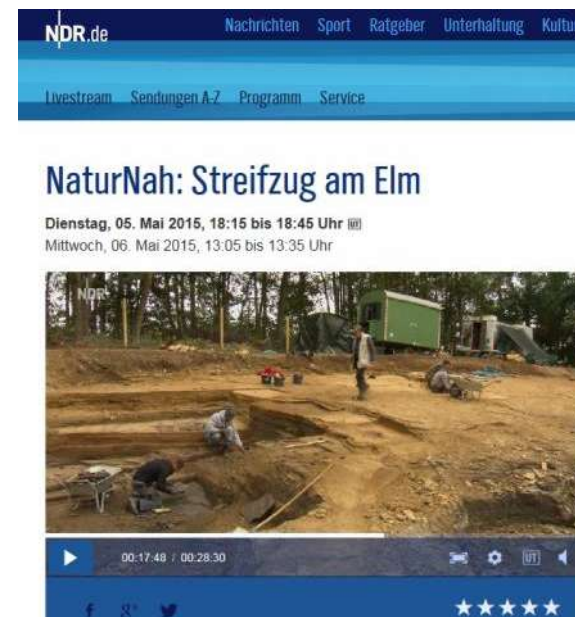 NDR.de
Nachrichten Sport Ratgeber Unterhaltung Kultur
Livestream Sendungen A-Z Programm Service
NaturNah: Streifzug am Elm
Dienstag, 05. Mai 2015, 18:15 bis 18:45 Uhr UT
Mittwoch, 06. Mai 2015, 13:05 bis 13:35 Uhr
NDR
00:17:48 / 00:28:30
UT
f g+